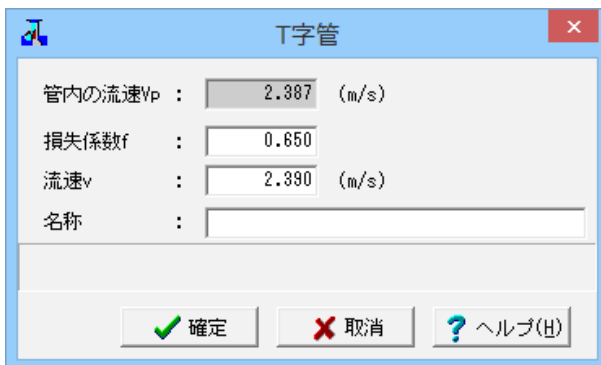 T字管
管内の流速Vp : 2.387 (m/s)
損失係数f : 0.650
流速v : 2.390 (m/s)
名称 :
確定 取消 ? ヘルプ(H)